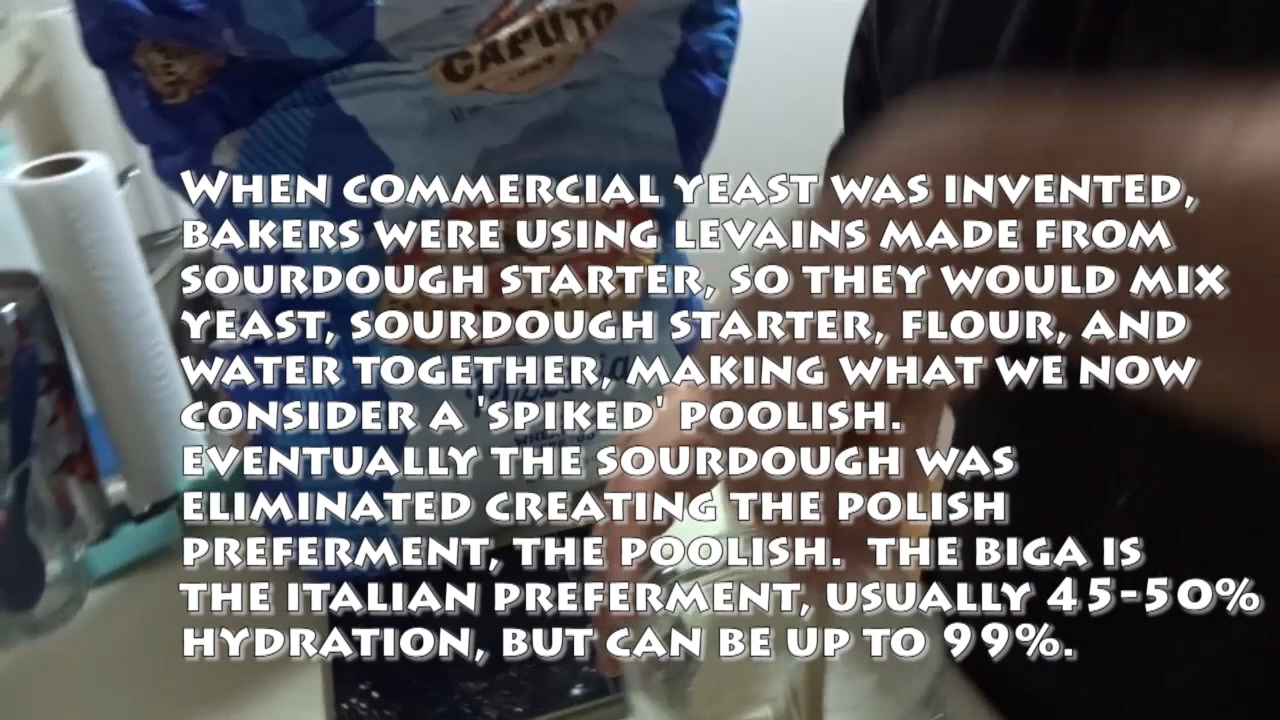 CAPUTO
WHEN COMMERCIAL YEAST WAS INVENTED,
BAKERS WERE USING LEVAINS MADE FROM
SOURDOUGH STARTER, SO THEY WOULD MIX
YEAST, SOURDOUGH STARTER, FLOUR, AND
WATER TOGETHER, MAKING WHAT WE NOW
CONSIDER A 'SPIKED' POOLISH.
EVENTUALLY THE SOURDOUGH WAS
ELIMINATED CREATING THE POLISH
PREFERMENT, THE POOLISH. THE BIGA IS
THE ITALIAN PREFERMENT, USUALLY 45-50%
HYDRATION, BUT CAN BE UP TO 99%.